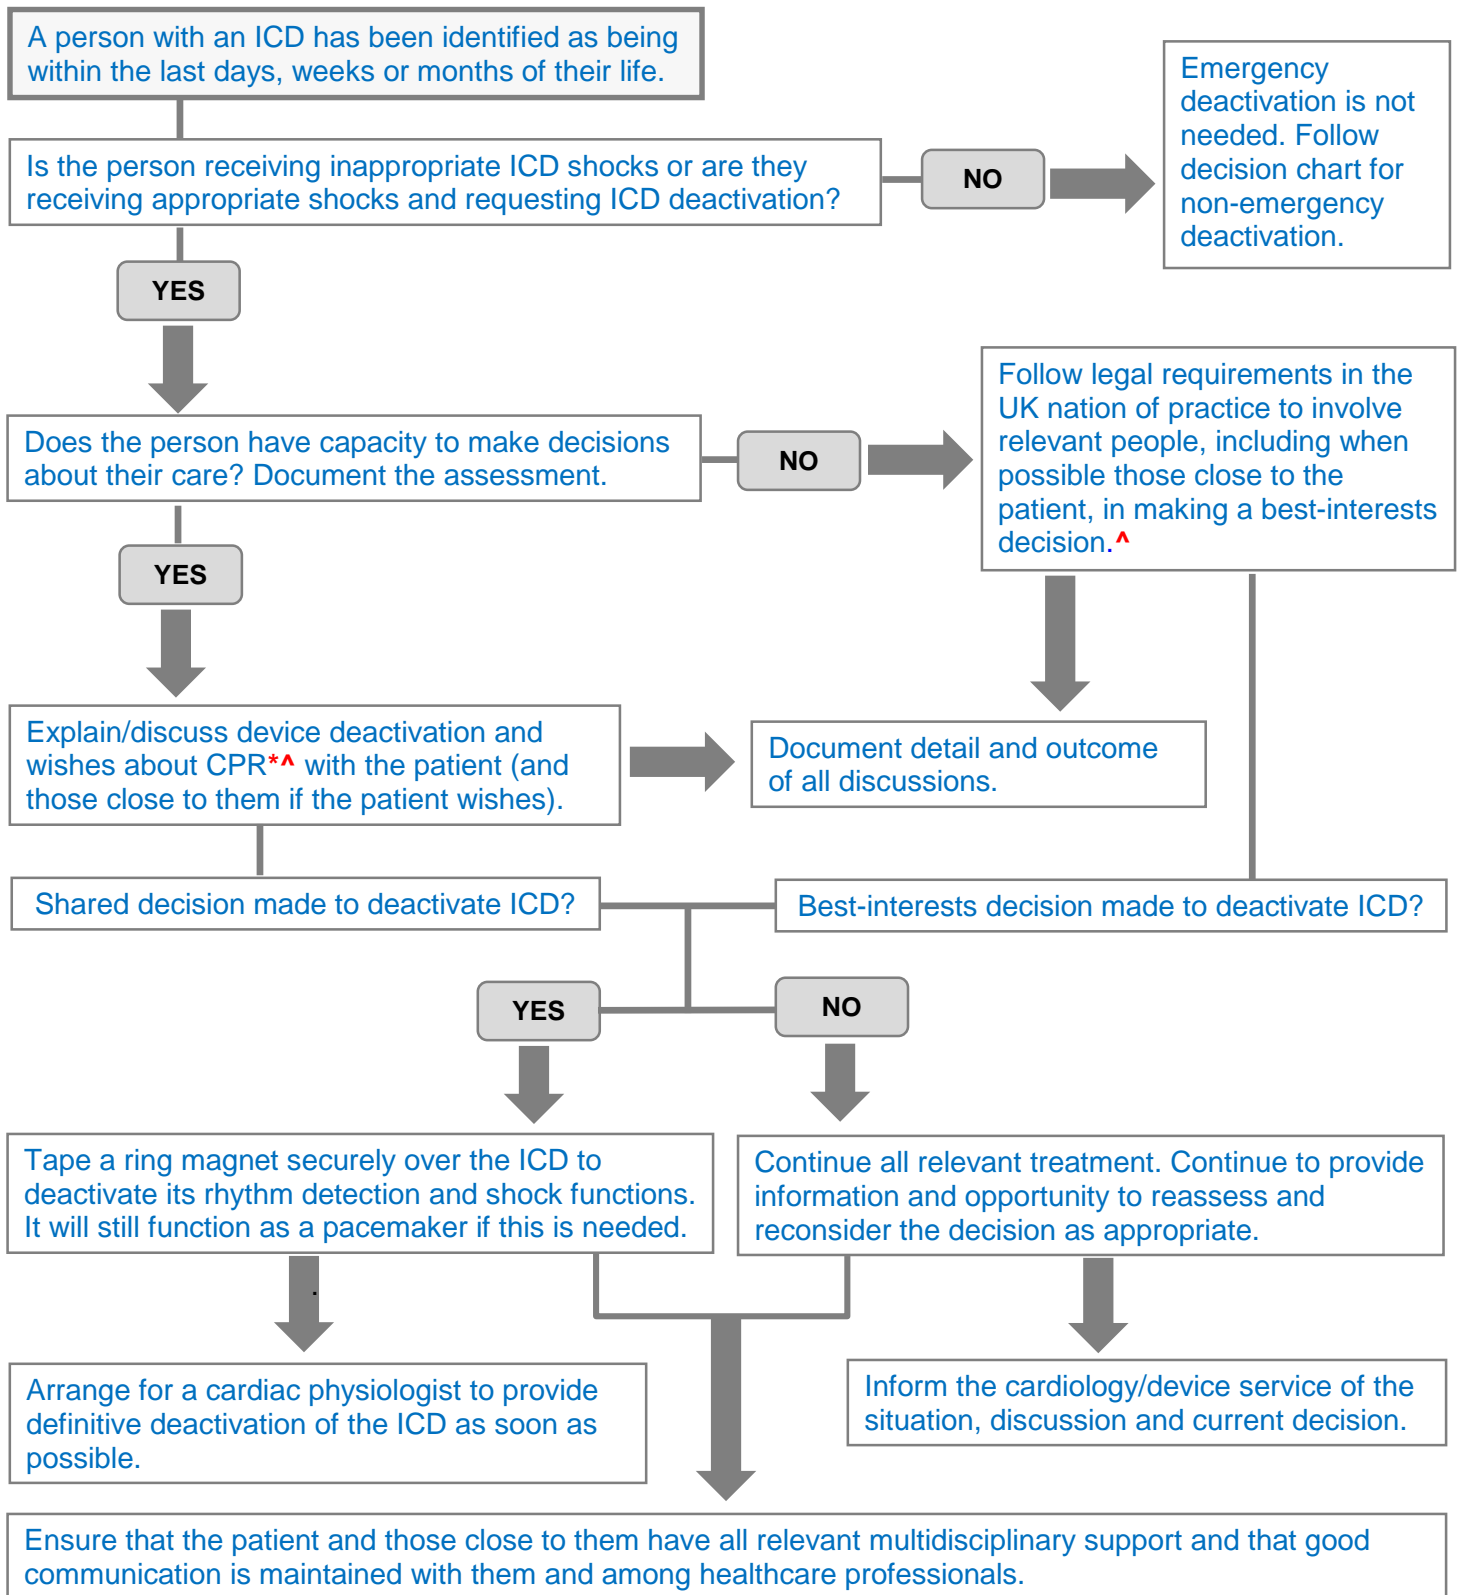 A person with an ICD has been identified as being
within the last days, weeks or months of their life.
Emergency
deactivation is not
needed. Follow
decision chart for
non-emergency
deactivation.
Is the person receiving inappropriate ICD shocks or are they
receiving appropriate shocks and requesting ICD deactivation?
NO
YES
Follow legal requirements in the
UK nation of practice to involve
relevant people, including when
possible those close to the
patient, in making a best-interests
decision.^
Does the person have capacity to make decisions
about their care? Document the assessment.
NO
YES
Explain/discuss device deactivation and
wishes about CPR*^ with the patient (and
those close to them if the patient wishes).
Document detail and outcome
of all discussions.
Shared decision made to deactivate ICD?
Best-interests decision made to deactivate ICD?
YES
NO
Tape a ring magnet securely over the ICD to
deactivate its rhythm detection and shock functions.
It will still function as a pacemaker if this is needed.
Continue all relevant treatment. Continue to provide
information and opportunity to reassess and
reconsider the decision as appropriate.
.
Arrange for a cardiac physiologist to provide
definitive deactivation of the ICD as soon as
possible.
Inform the cardiology/device service of the
situation, discussion and current decision.
Ensure that the patient and those close to them have all relevant multidisciplinary support and that good
communication is maintained with them and among healthcare professionals.